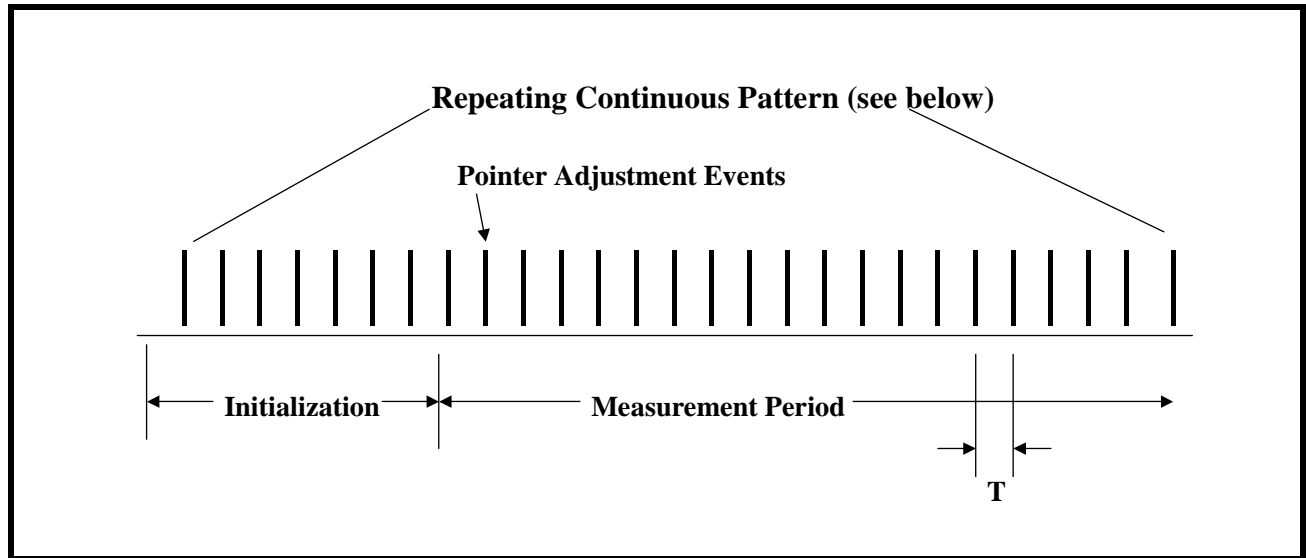 Repeating Continuous Pattern (see below)
Pointer Adjustment Events
Initialization
Measurement Period
T